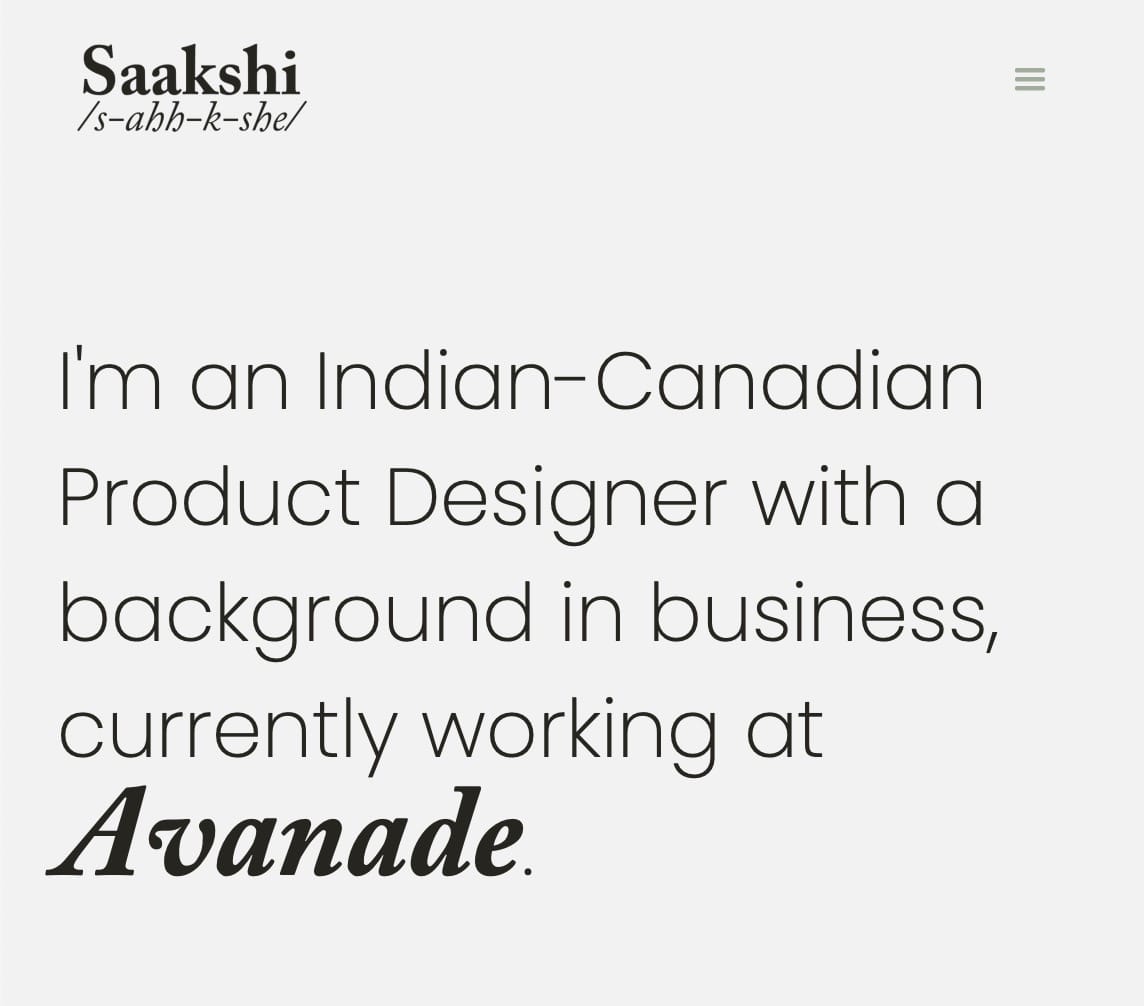 Saakshi
/s-ahh-k-she/
I'm an Indian-Canadian
Product Designer with a
background in business,
currently working at
Avanade.